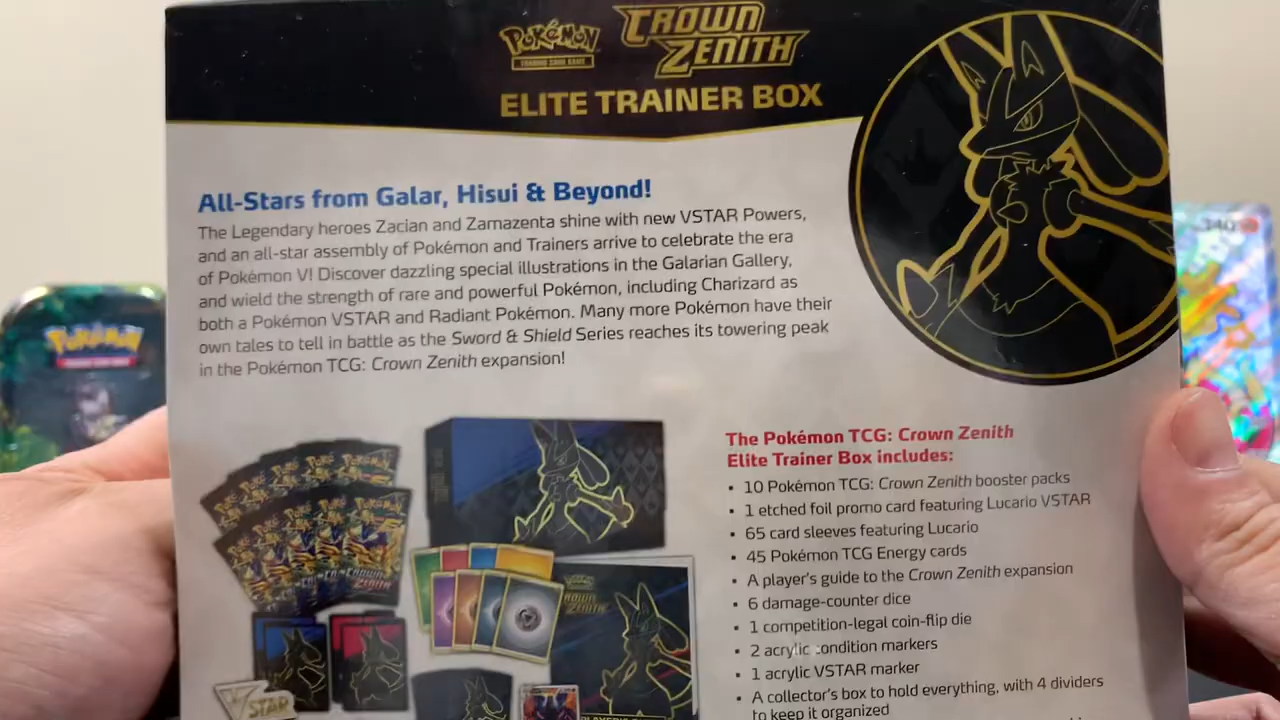 POKÉMON
TRADING CARD GAME
CROWN
ZENITH
ELITE TRAINER BOX
All-Stars from Galar, Hisui & Beyond!
The Legendary heroes Zacian and Zamazenta shine with new VSTAR Powers,
and an all-star assembly of Pokémon and Trainers arrive to celebrate the era
of Pokémon V! Discover dazzling special illustrations in the Galarian Gallery,
and wield the strength of rare and powerful Pokémon, including Charizard as
both a Pokémon VSTAR and Radiant Pokémon. Many more Pokémon have their
own tales to tell in battle as the Sword & Shield Series reaches its towering peak
in the Pokémon TCG: Crown Zenith expansion!
The Pokémon TCG: Crown Zenith
Elite Trainer Box includes:
• 10 Pokémon TCG: Crown Zenith booster packs
• 1 etched foil promo card featuring Lucario VSTAR
• 65 card sleeves featuring Lucario
• 45 Pokémon TCG Energy cards
• A player's guide to the Crown Zenith expansion
• 6 damage-counter dice
• 1 competition-legal coin-flip die
• 2 acrylic condition markers
• 1 acrylic VSTAR marker
• A collector's box to hold everything, with 4 dividers
to keep it organized
POKÉMON
CROWN
ZENITH
VSTAR
POKÉMON
340